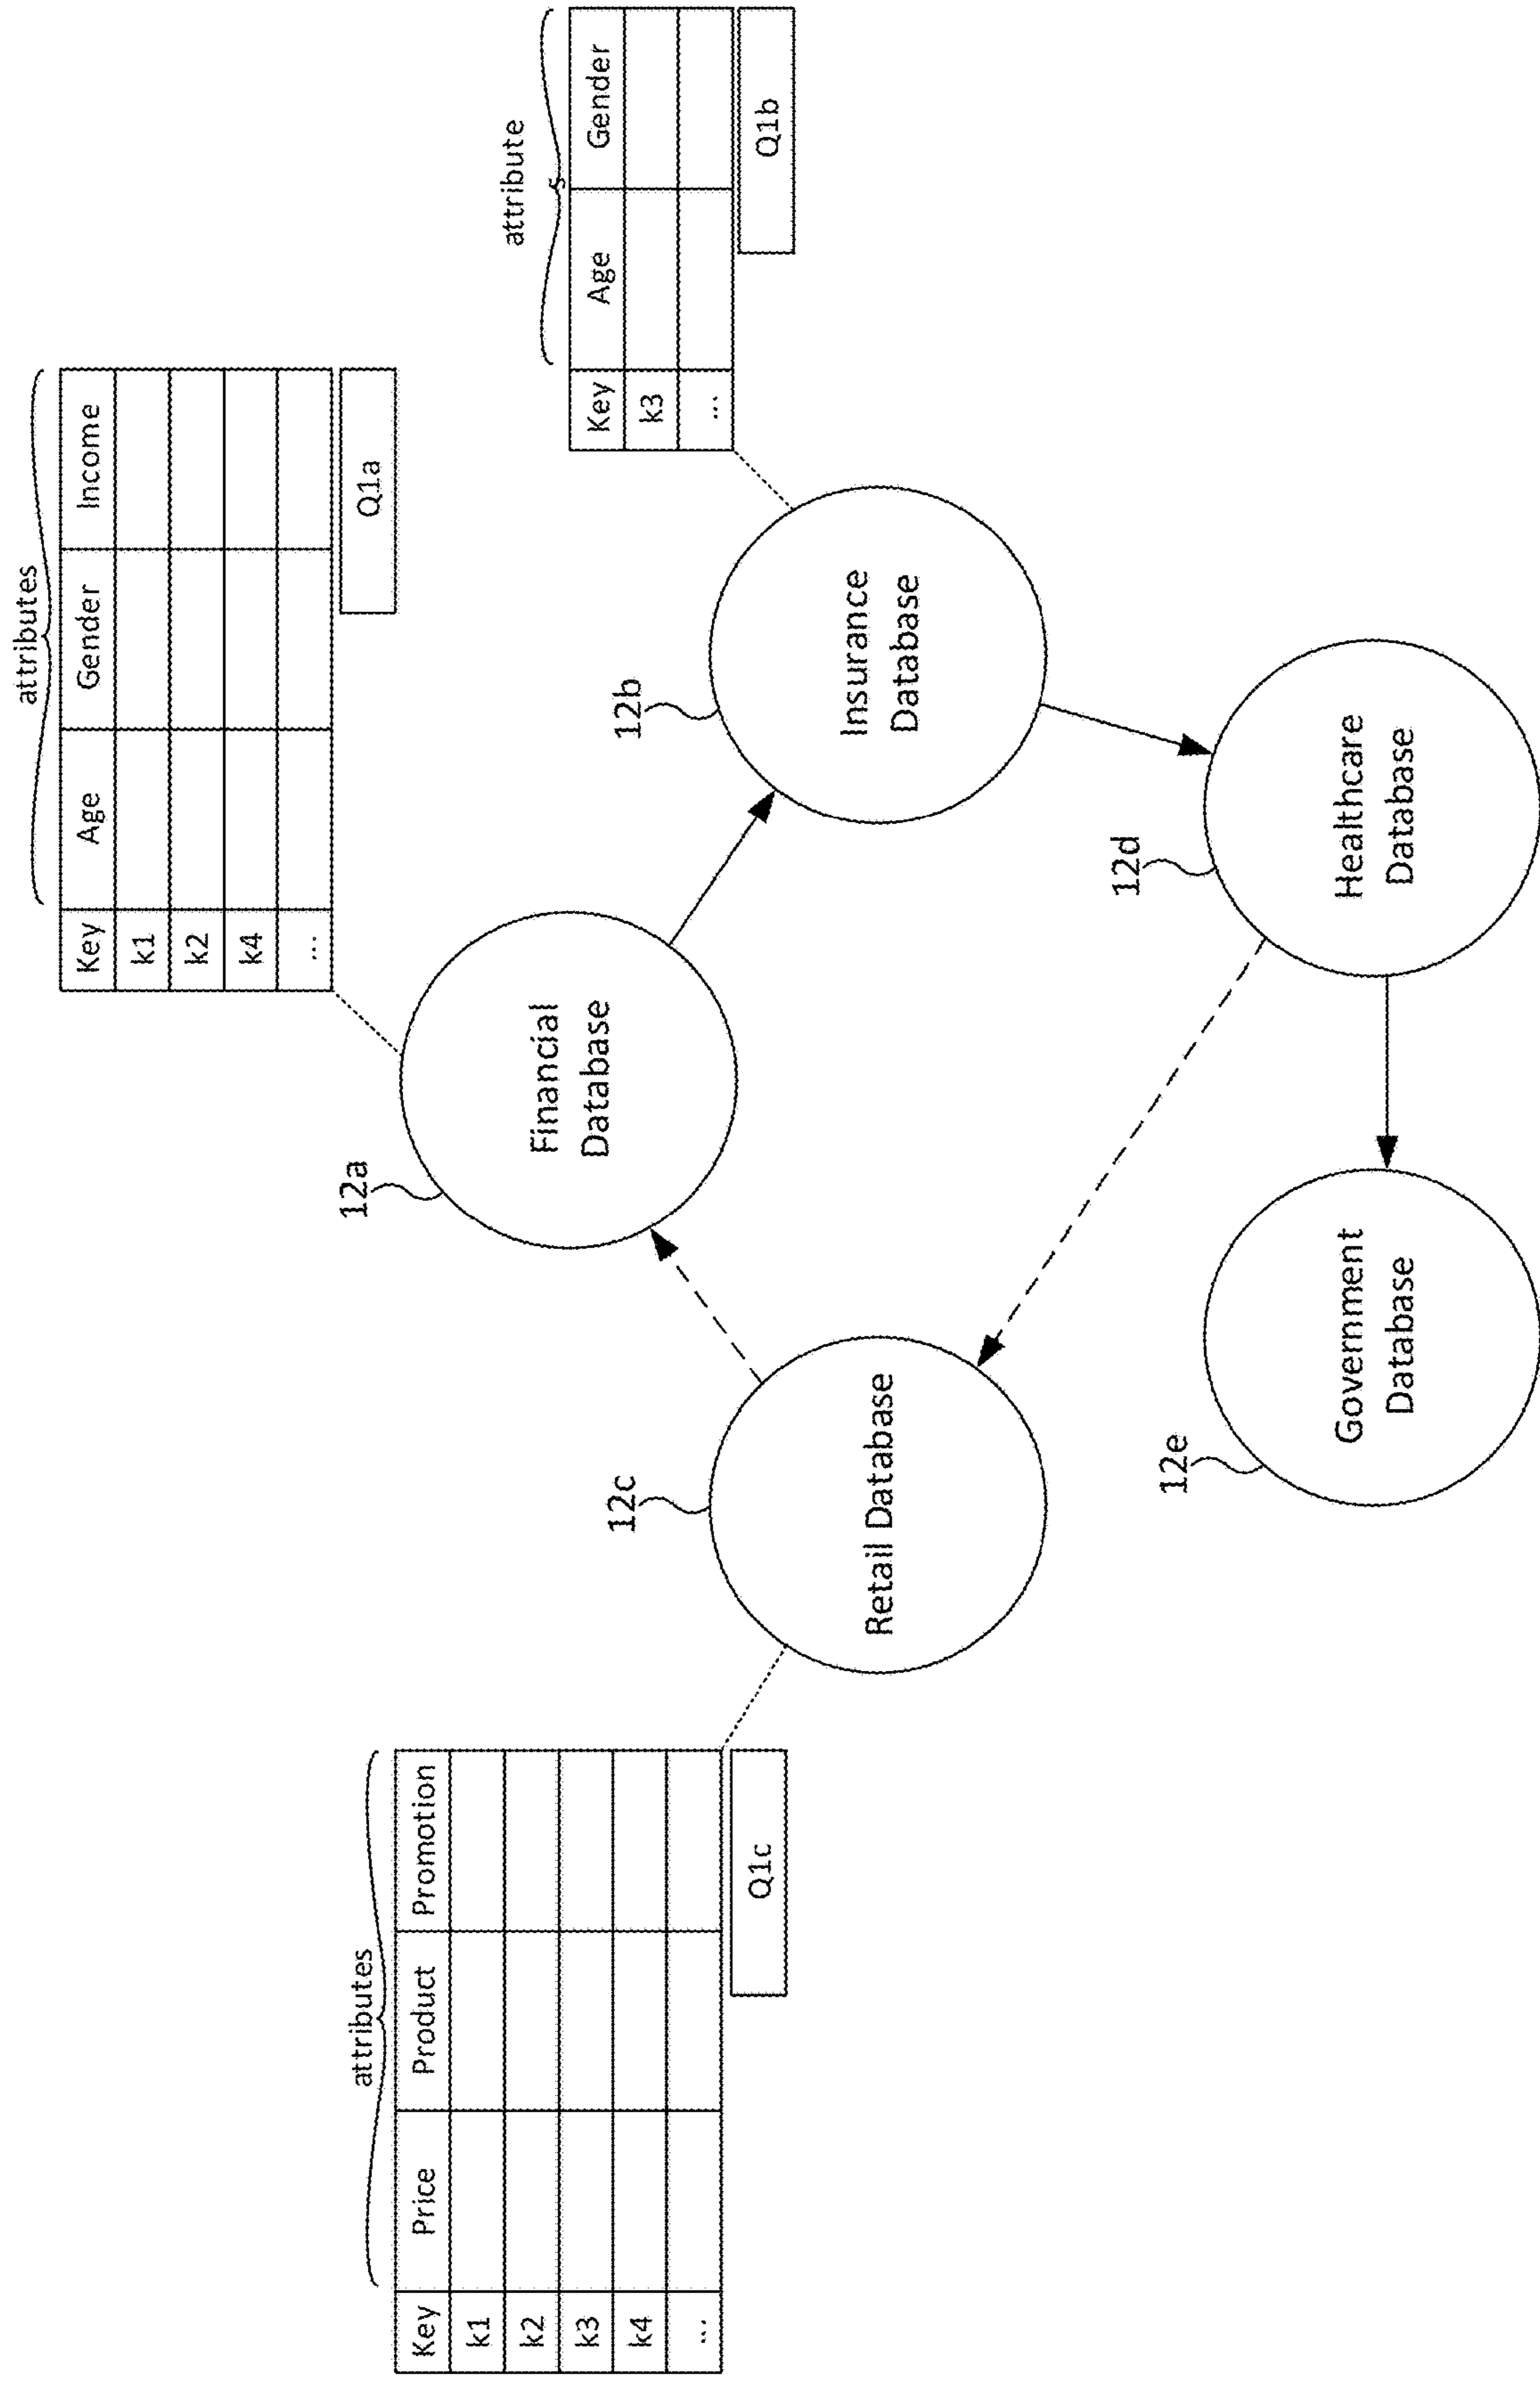 attributes
Key Age Gender Income
k1
k2
k4
...
Q1a
attributes
Key Price Product Promotion
k1
k2
k3
k4
...
Q1c
attribute
s
Key Age Gender
k3
...
Q1b
12a
Financial
Database
12c
Retail Database
12b
Insurance
Database
12e
Government
Database
12d
Healthcare
Database